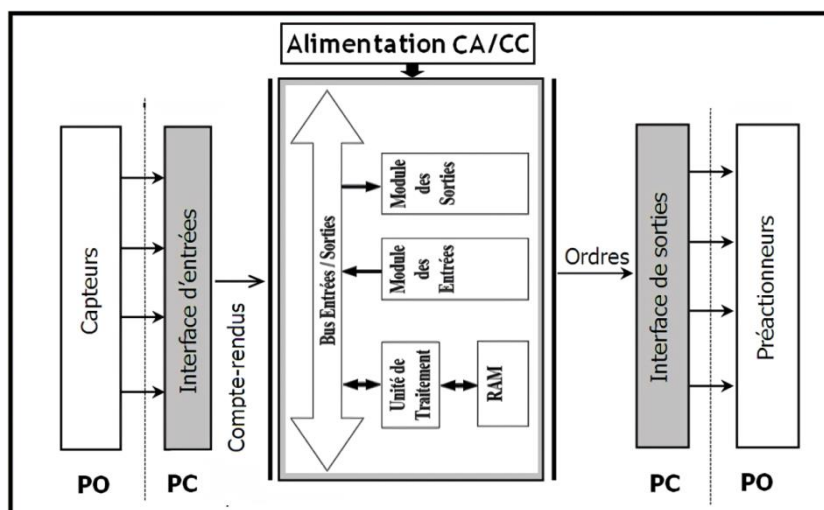 Alimentation CA/CC
Capteurs
Interface d'entrées
Compte-rendus
Bus Entrées / Sorties
Module
des
Sorties
Module
des
Entrées
Unité de
Traitement
RAM
Ordres
Interface de sorties
Préactionneurs
PO
PC
PC
PO